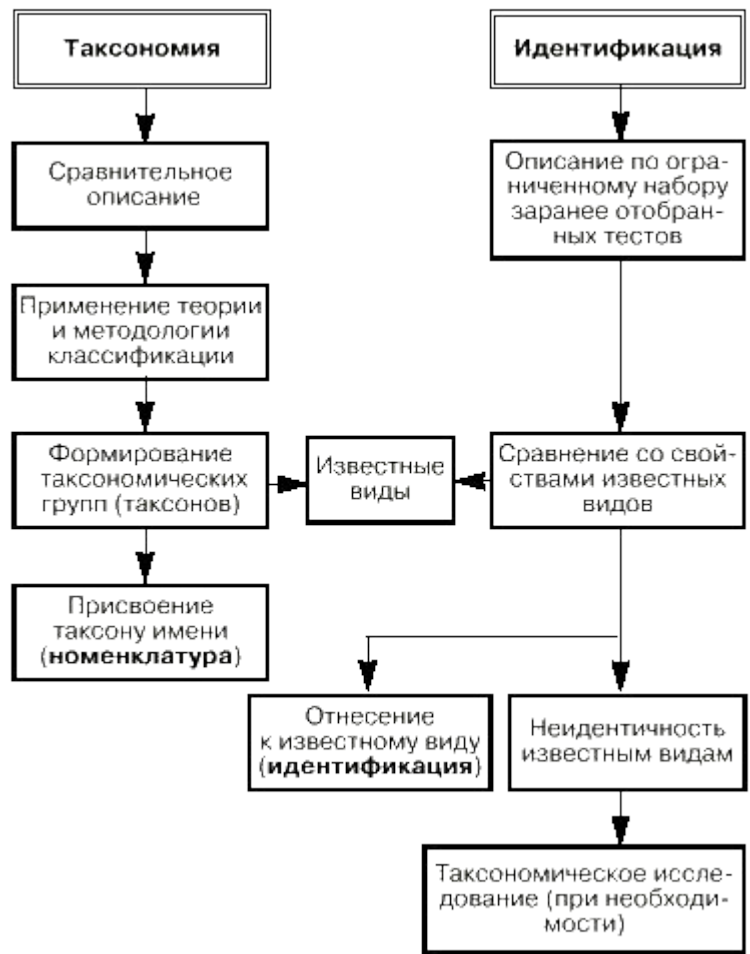 Таксономия
Сравнительное
описание
Применение теории
и методологии
классификации
Формирование
таксономических
групп (таксонов)
Присвоение
таксону имени
(номенклатура)
Известные
виды
Идентификация
Описание по огра-
ниченному набору
заранее отобран-
ных тестов
Сравнение со свой-
ствами известных
видов
Отнесение
к известному виду
(идентификация)
Неидентичность
известным видам
Таксономическое иссле-
дование (при необходи-
мости)